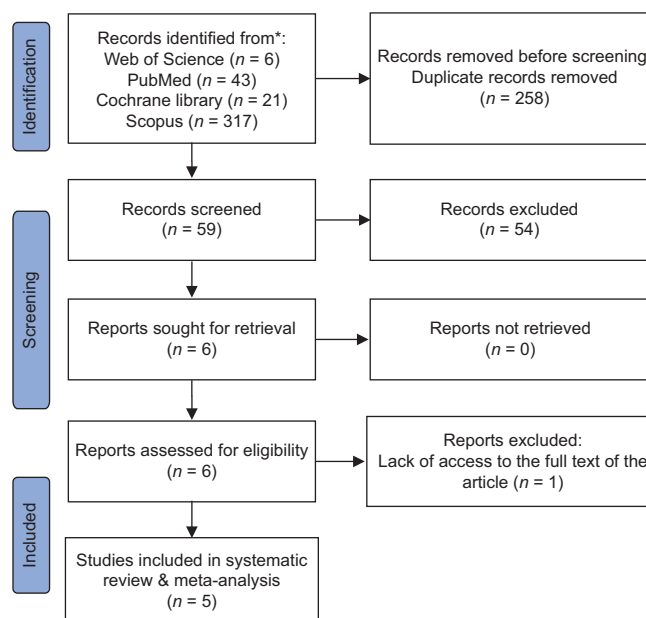 Identification
Records identified from*:
Web of Science (n = 6)
PubMed (n = 43)
Cochrane library (n = 21)
Scopus (n = 317)
Records removed before screening
Duplicate records removed
(n = 258)
Screening
Records screened
(n = 59)
Records excluded
(n = 54)
Reports sought for retrieval
(n = 6)
Reports not retrieved
(n = 0)
Included
Reports assessed for eligibility
(n = 6)
Reports excluded:
Lack of access to the full text of the
article (n = 1)
Studies included in systematic
review & meta-analysis
(n = 5)